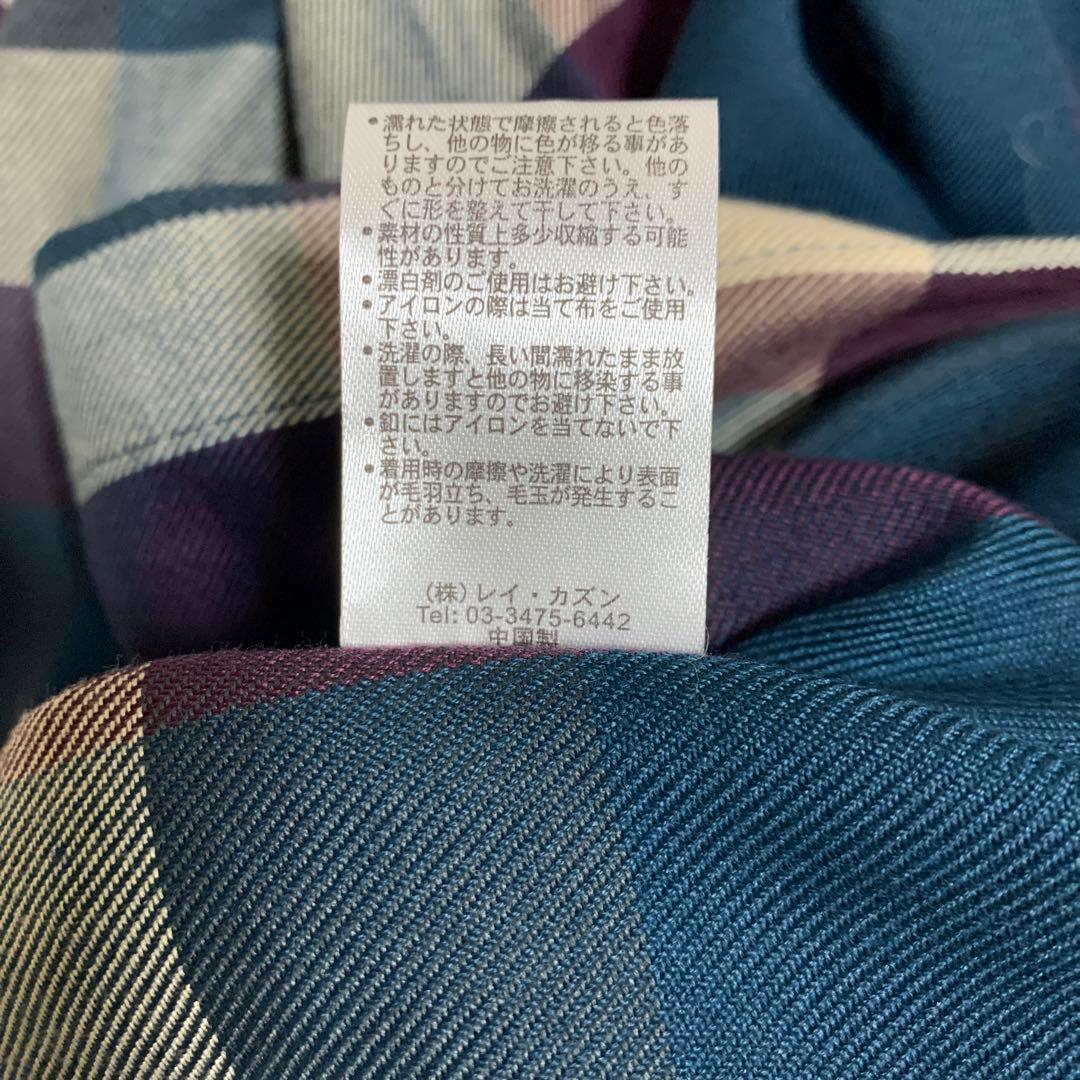 •濡れた状態で摩擦されると色落
ちし、他の物に色が移る事があ
りますのでご注意下さい。他の
ものと分けてお洗濯のうえ、す
ぐに形を整えて干して下さい。
•素材の性質上多少収縮する可能
性があります。
•漂白剤のご使用はお避け下さい。
•アイロンの際は当て布をご使用
下さい。
•洗濯の際、長い間濡れたまま放
置しますと他の物に移染する事
がありますのでお避け下さい。
•釦にはアイロンを当てないで下
さい。
•着用時の摩擦や洗濯により表面
が毛羽立ち、毛玉が発生するこ
とがあります。
(株)レイ・カズン
Tel: 03-3475-6442
中国製